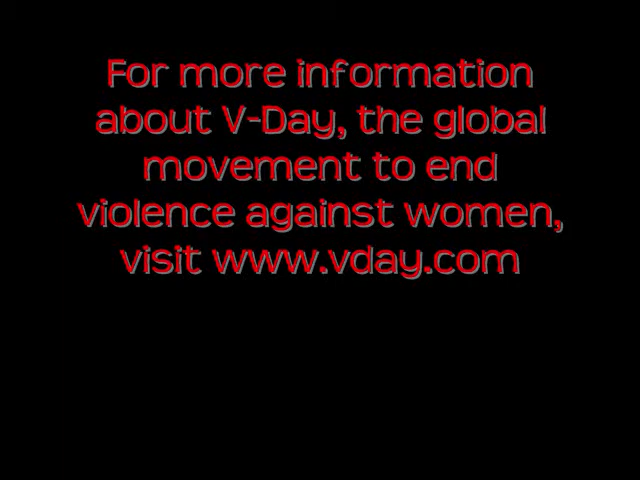 For more information
about V-Day, the global
movement to end
violence against women,
visit www.vday.com